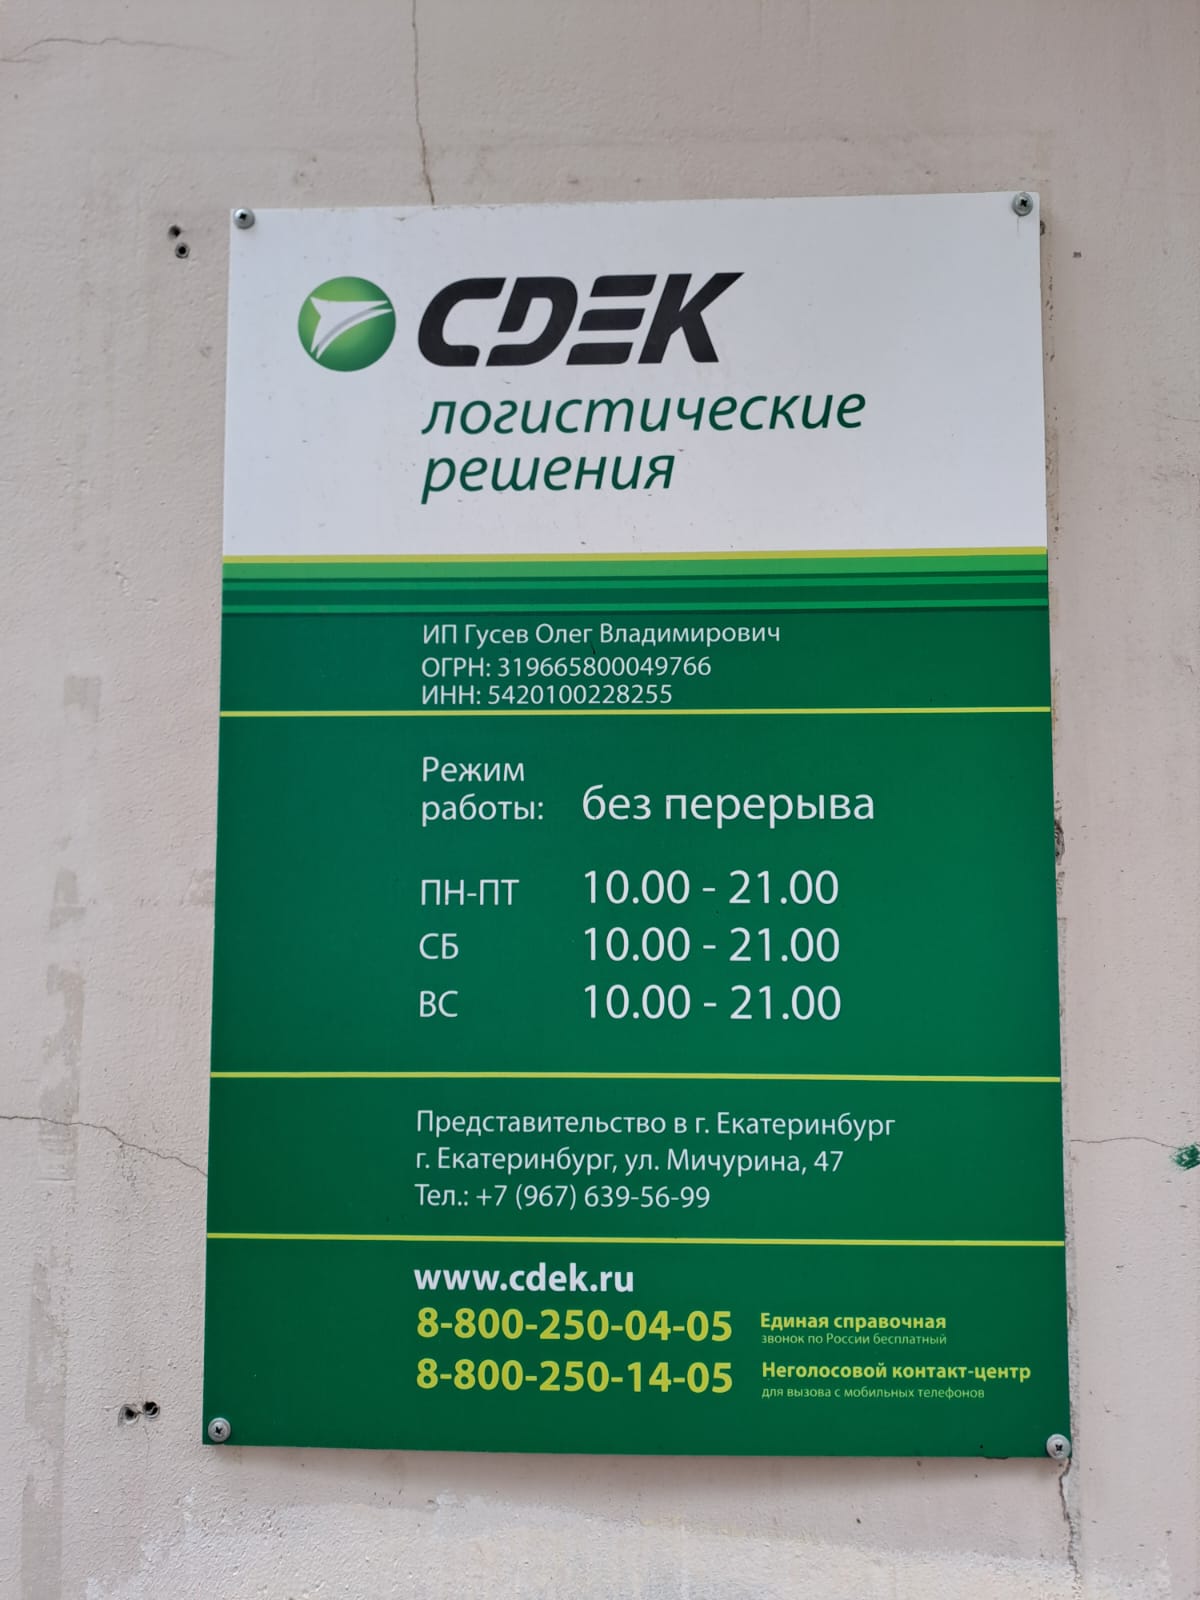 CDEK
логистические
решения
ИП Гусев Олег Владимирович
ОГРН: 319665800049766
ИНН: 5420100228255
Режим
работы: без перерыва
ПН-ПТ 10.00 - 21.00
СБ 10.00 - 21.00
ВС 10.00 - 21.00
Представительство в г. Екатеринбург
г. Екатеринбург, ул. Мичурина, 47
Тел.: +7 (967) 639-56-99
www.cdek.ru
8-800-250-04-05 Единая справочная
звонок по России бесплатный
8-800-250-14-05 Неголосовой контакт-центр
для вызова с мобильных телефонов